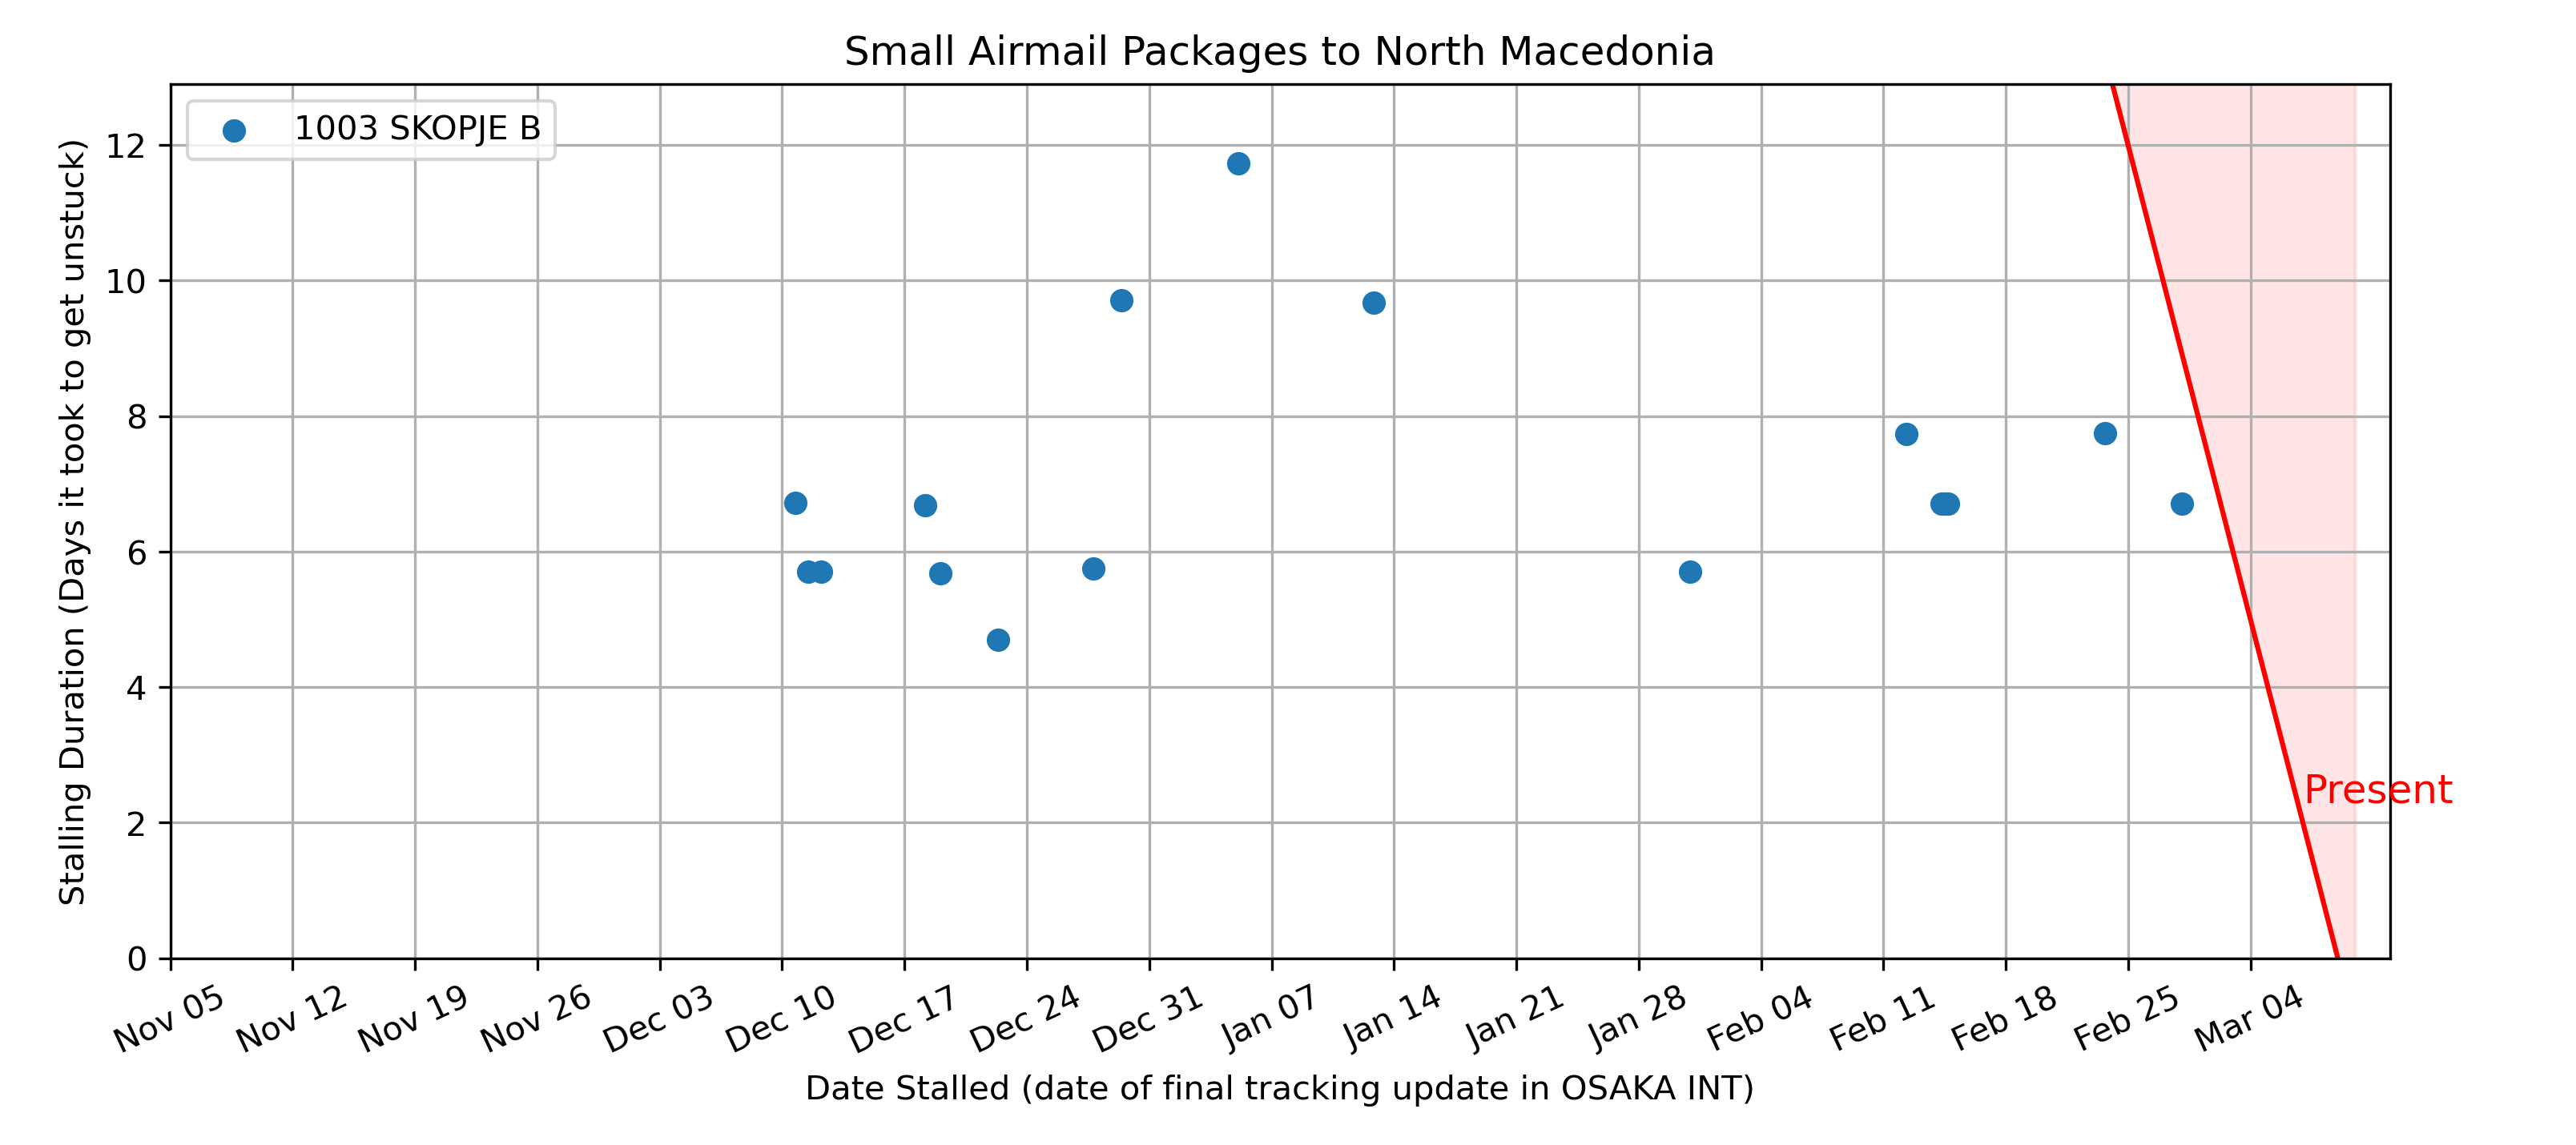 Small Airmail Packages to North Macedonia
1003 SKOPJE B
Stalling Duration (Days it took to get unstuck)
12
10
8
6
4
2
0
Present
Nov 05
Nov 12
Nov 19
Nov 26
Dec 03
Dec 10
Dec 17
Dec 24
Dec 31
Jan 07
Jan 14
Jan 21
Jan 28
Feb 04
Feb 11
Feb 18
Feb 25
Mar 04
Date Stalled (date of final tracking update in OSAKA INT)